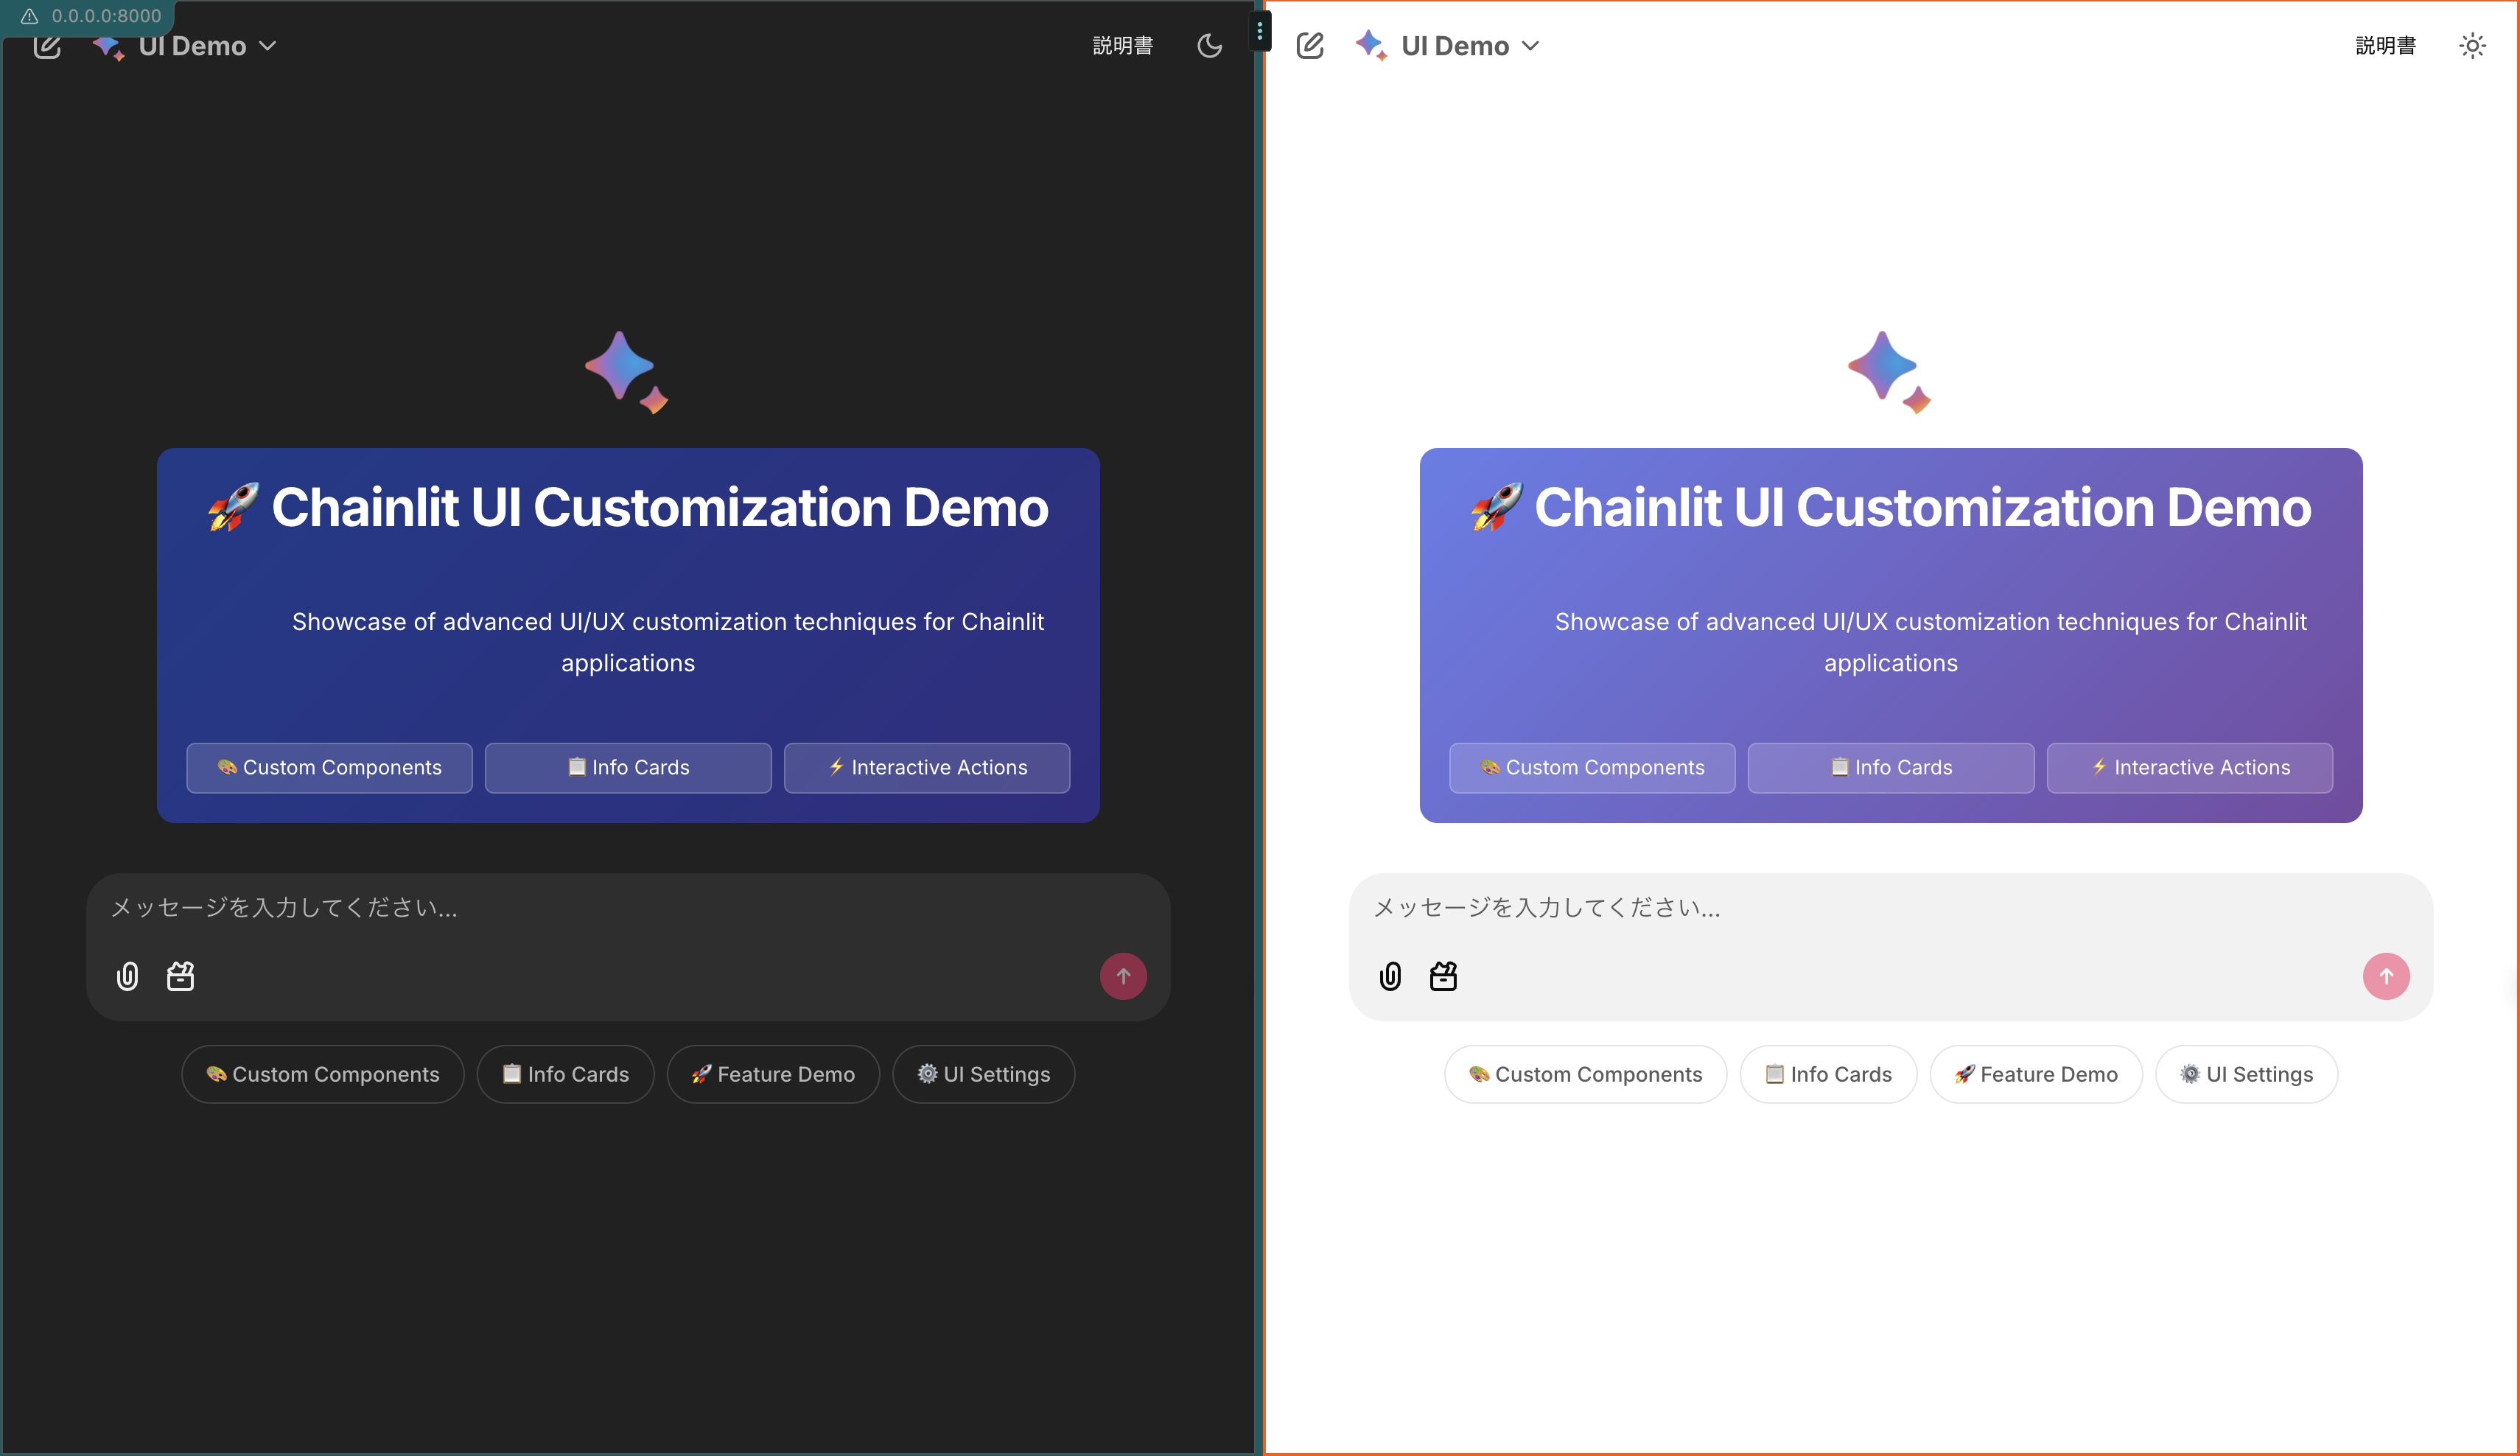 0.0.0.0:8000
UI Demo
説明書
🚀 Chainlit UI Customization Demo
Showcase of advanced UI/UX customization techniques for Chainlit
applications
🎨 Custom Components
📋 Info Cards
⚡ Interactive Actions
メッセージを入力してください...
🎨 Custom Components
📋 Info Cards
🚀 Feature Demo
⚙️ UI Settings
UI Demo
説明書
🚀 Chainlit UI Customization Demo
Showcase of advanced UI/UX customization techniques for Chainlit
applications
🎨 Custom Components
📋 Info Cards
⚡ Interactive Actions
メッセージを入力してください...
🎨 Custom Components
📋 Info Cards
🚀 Feature Demo
⚙️ UI Settings